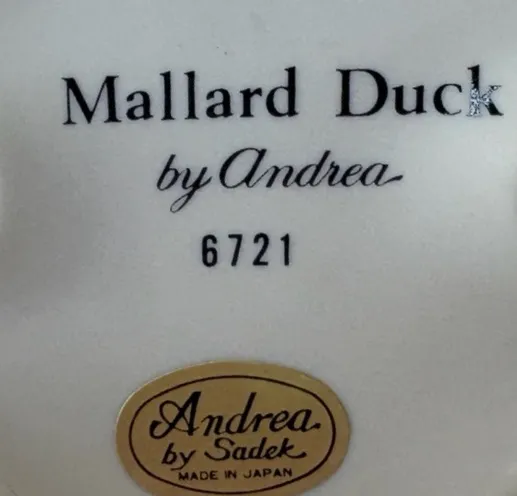 Mallard Duck
by Andrea
6721
Andrea
by Sadek
MADE IN JAPAN